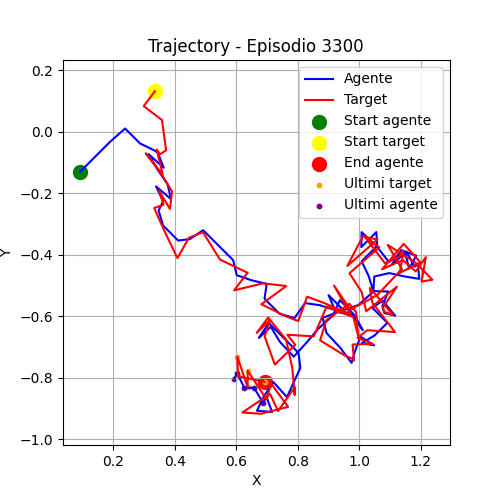 Trajectory - Episodio 3300
Agente
Target
Start agente
Start target
End agente
Ultimi target
Ultimi agente
Y
0.2
0.0
−0.2
−0.4
−0.6
−0.8
−1.0
0.2
0.4
0.6
0.8
1.0
1.2
X